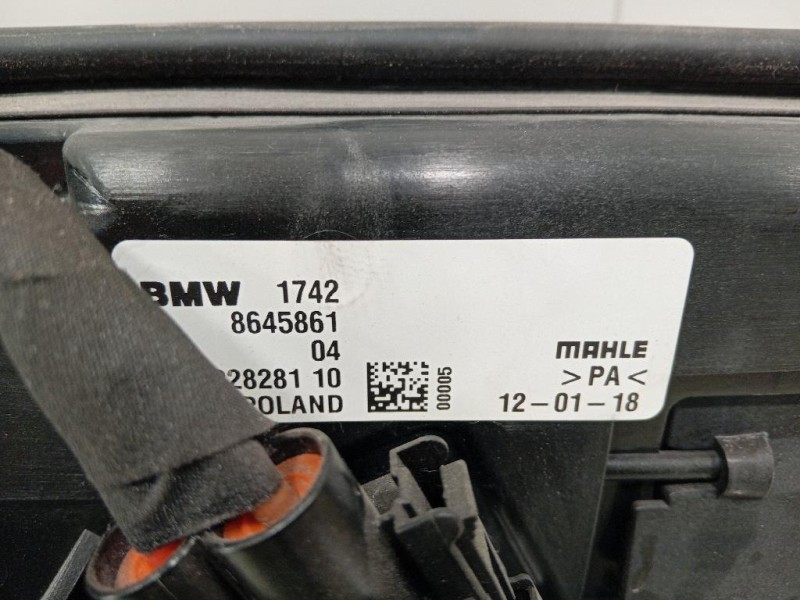 BMW 1742
8645861
04
28281 10
POLAND
00005
MAHLE
>PA<
12-01-18